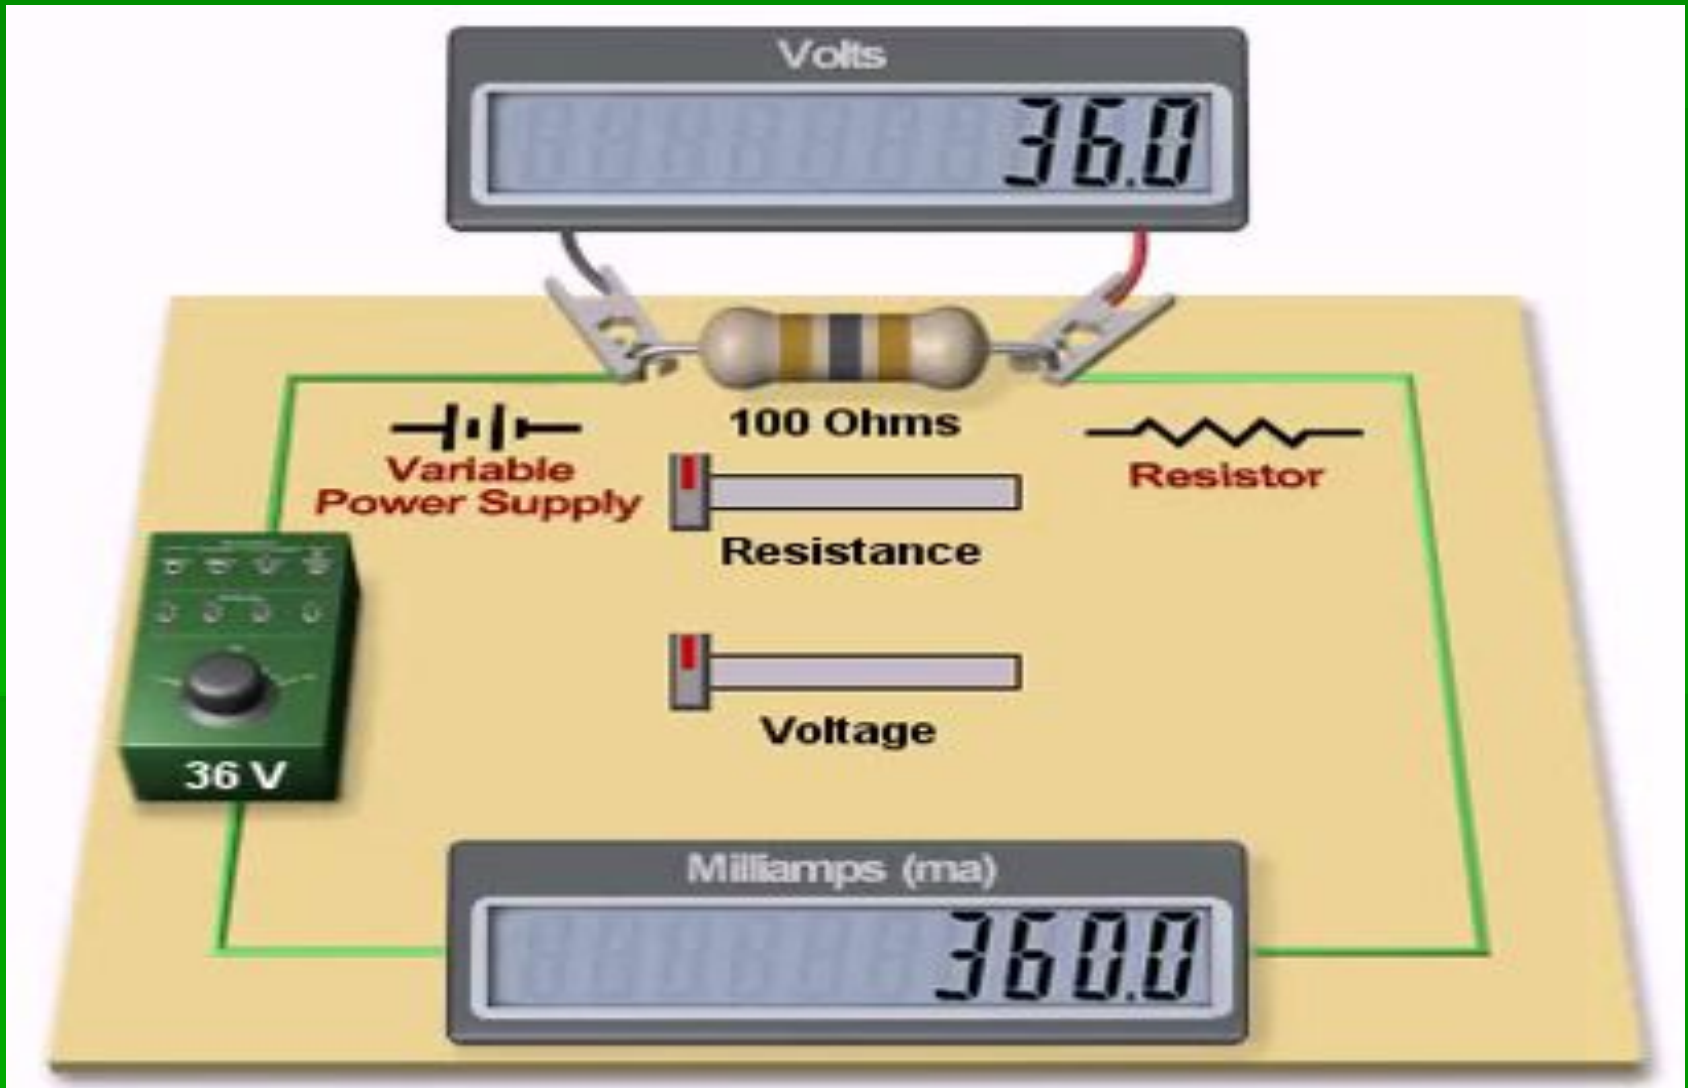 Volts
36.0
100 Ohms
Variable
Power Supply
Resistor
Resistance
Voltage
36 V
Milliamps (ma)
360.0